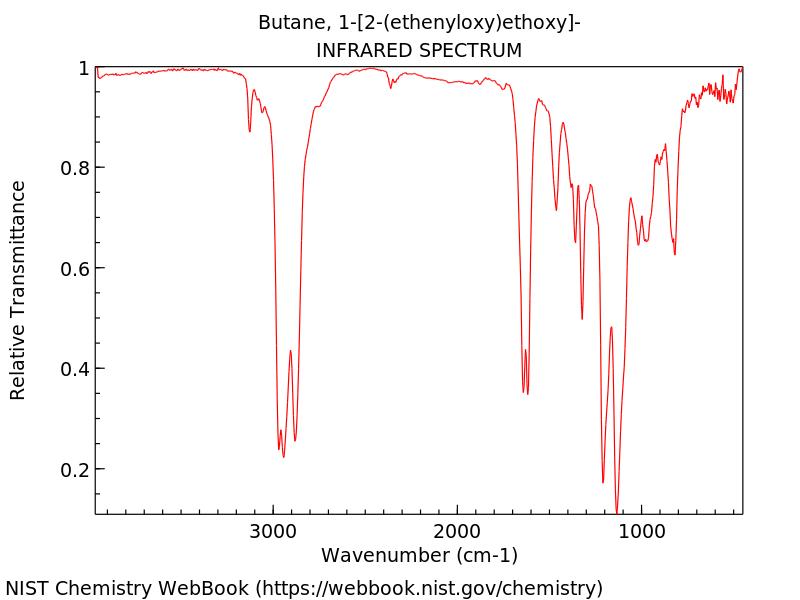 Butane, 1-[2-(ethenyloxy)ethoxy]-
INFRARED SPECTRUM
Relative Transmittance
1
0.8
0.6
0.4
0.2
3000 2000 1000
Wavenumber (cm-1)
NIST Chemistry WebBook (https://webbook.nist.gov/chemistry)